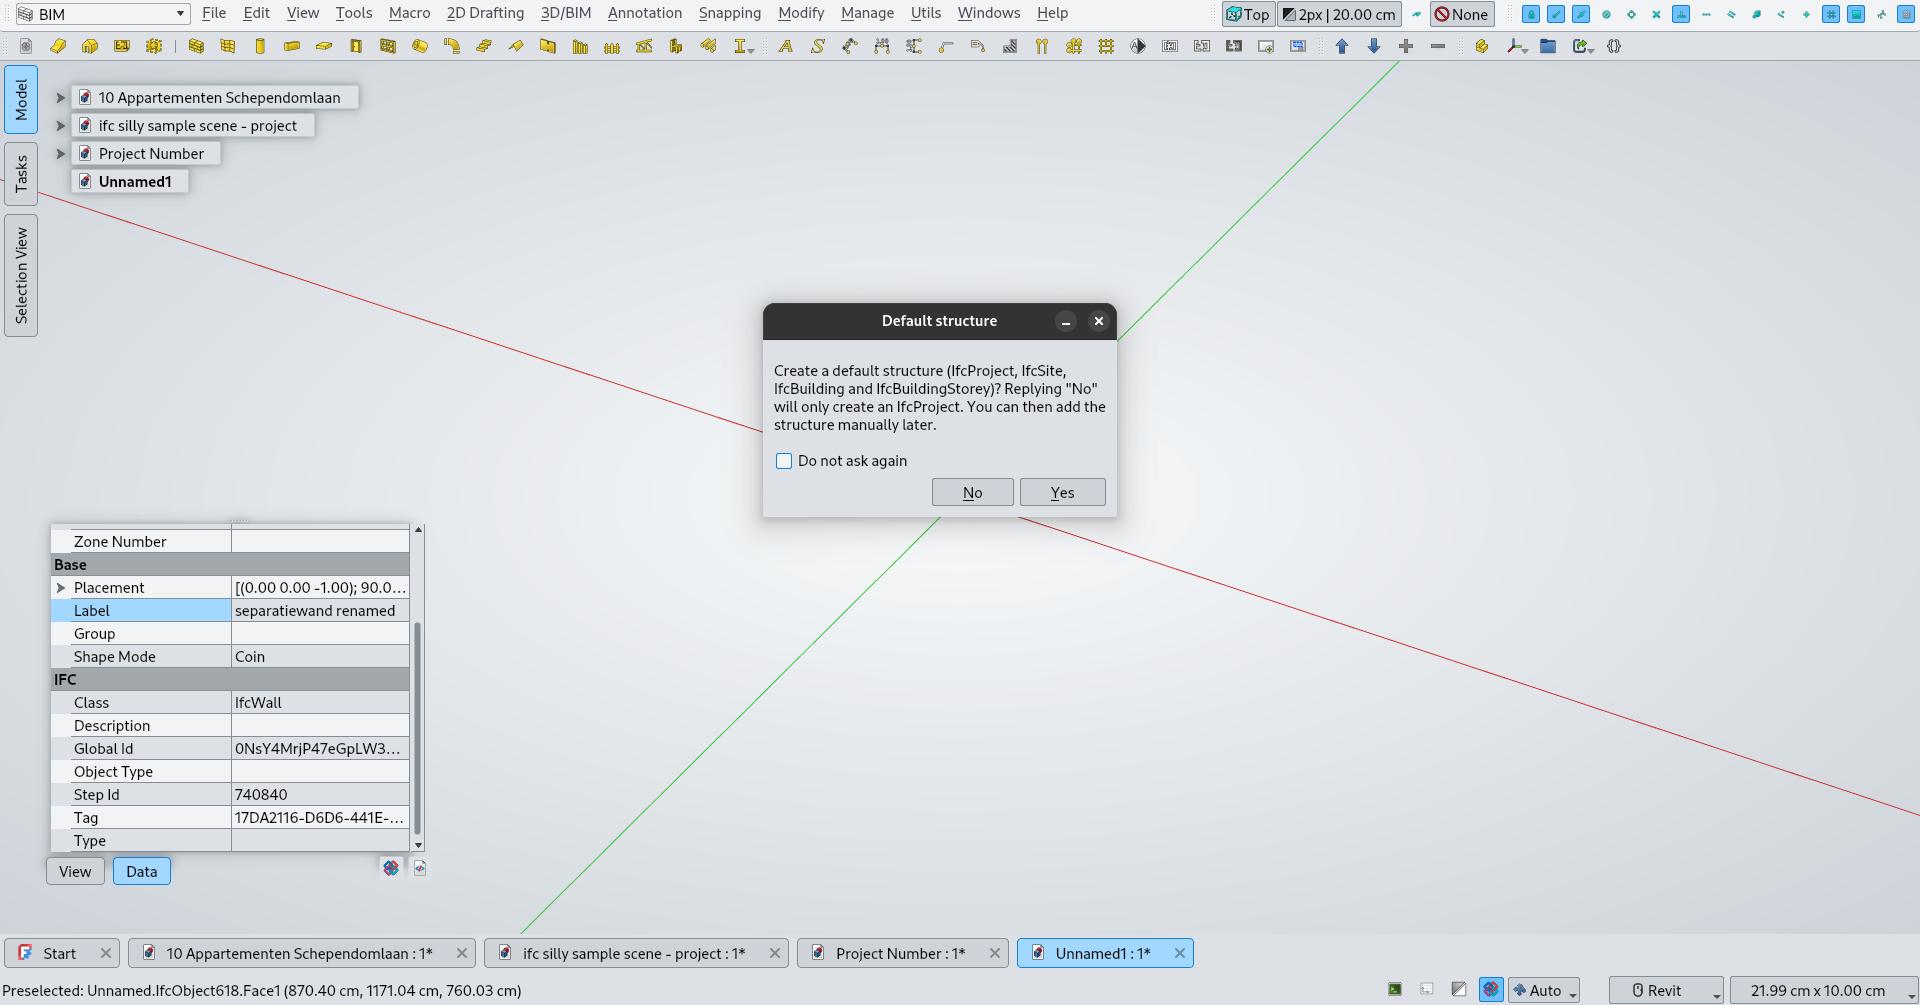 BIM
File Edit View Tools Macro 2D Drafting 3D/BIM Annotation Snapping Modify Manage Utils Windows Help
Top
2px | 20.00 cm
None
Model
Tasks
Selection View
10 Appartementen Schependomlaan
ifc silly sample scene - project
Project Number
Unnamed1
Default structure
Create a default structure (IfcProject, IfcSite,
IfcBuilding and IfcBuildingStorey)? Replying "No"
will only create an IfcProject. You can then add the
structure manually later.
Do not ask again
No Yes
Zone Number
Base
Placement [(0.00 0.00 -1.00); 90.0...
Label separatiewand renamed
Group
Shape Mode Coin
IFC
Class IfcWall
Description
Global Id 0NsY4MrjP47eGpLW3...
Object Type
Step Id 740840
Tag 17DA2116-D6D6-441E-...
Type
View Data
Start
10 Appartementen Schependomlaan : 1*
ifc silly sample scene - project : 1*
Project Number : 1*
Unnamed1 : 1*
Preselected: Unnamed.IfcObject618.Face1 (870.40 cm, 1171.04 cm, 760.03 cm)
Auto
Revit
21.99 cm x 10.00 cm